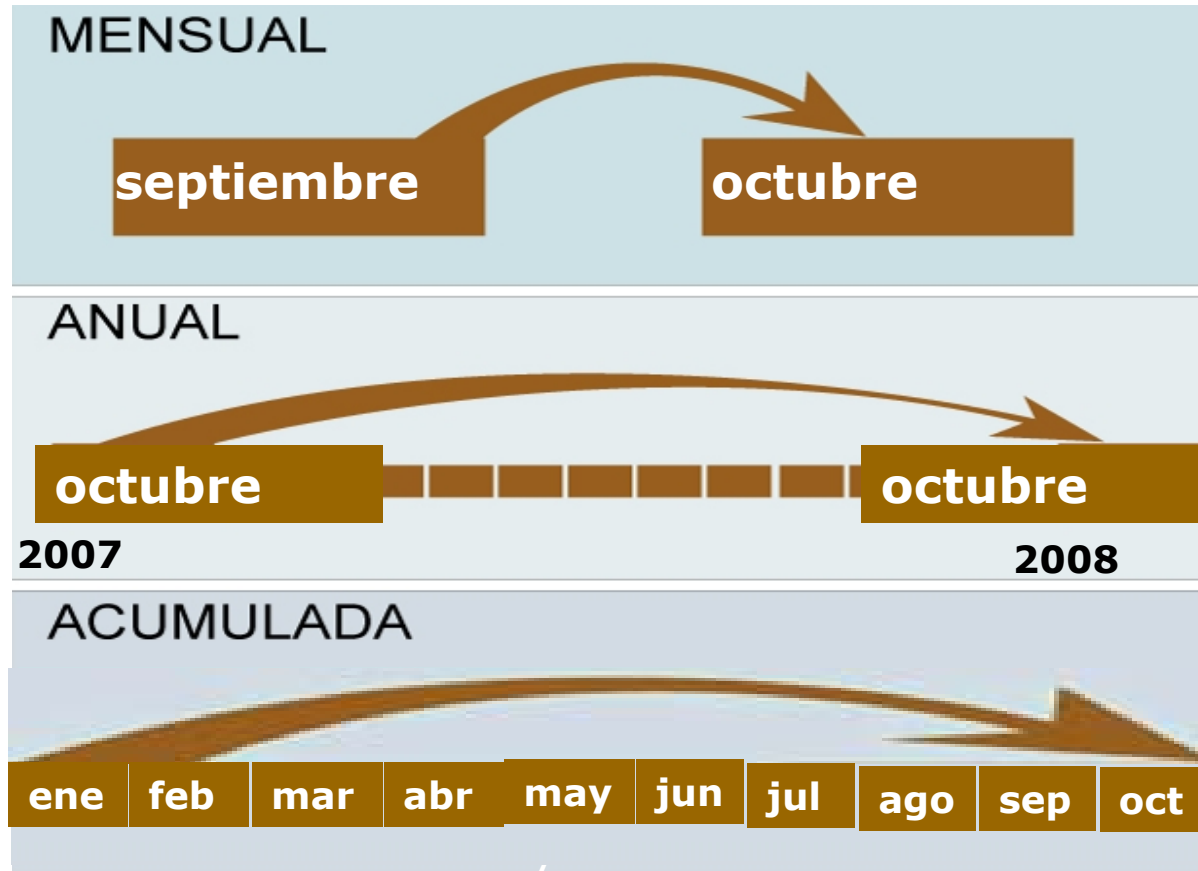 MENSUAL
septiembre octubre
ANUAL
octubre octubre
2007 2008
ACUMULADA
ene feb mar abr may jun jul ago sep oct